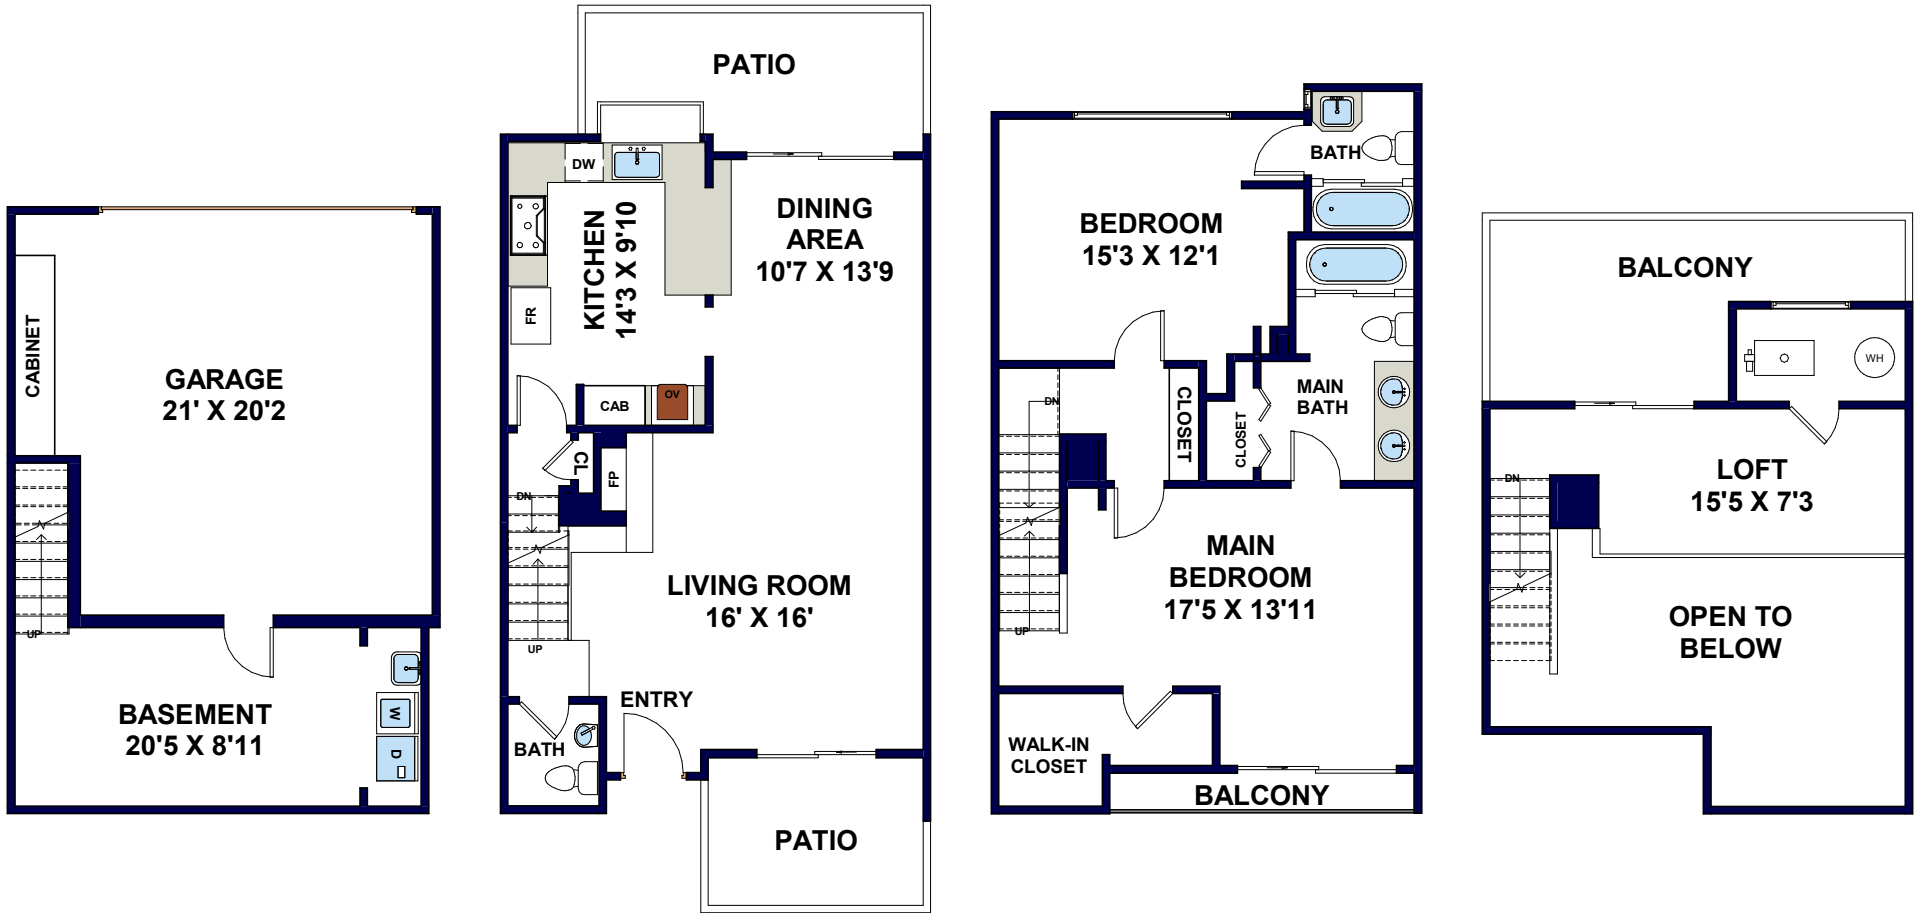 CABINET
GARAGE
21' X 20'2
UP
BASEMENT
20'5 X 8'11
W
D
PATIO
DW
KITCHEN
14'3 X 9'10
FR
DINING
AREA
10'7 X 13'9
CAB
OV
CL
FP
DN
LIVING ROOM
16' X 16'
UP
ENTRY
BATH
PATIO
BATH
BEDROOM
15'3 X 12'1
MAIN
BATH
DN
CLOSET
CLOSET
MAIN
BEDROOM
17'5 X 13'11
UP
WALK-IN
CLOSET
BALCONY
BALCONY
WH
LOFT
15'5 X 7'3
DN
OPEN TO
BELOW